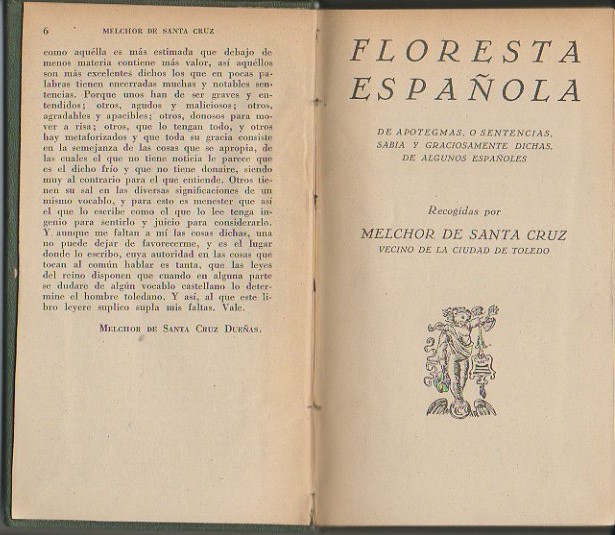 6 MELCHOR DE SANTA CRUZ
como aquélla es más estimada que debajo de
menos materia contiene más valor, así aquéllos
son más excelentes dichos los que en pocas pa-
labras tienen encerradas muchas y notables sen-
tencias. Porque unos han de ser graves y en-
tendidos; otros, agudos y maliciosos; otros,
agradables y apacibles; otros, donosos para mo-
ver a risa; otros, que lo tengan todo, y otros
hay metaforizados y que toda su gracia consiste
en la semejanza de las cosas que se apropia, de
las cuales el que no tiene noticia le parece que
es el dicho frío y que no tiene donaire, siendo
muy al contrario para el que entiende. Otros tie-
nen su sal en las diversas significaciones de un
mismo vocablo, y para esto es menester que así
el que lo escribe como el que lo lee tenga in-
genio para sentirlo y juicio para considerarlo.
Y aunque me faltan a mí las cosas dichas, una
no puede dejar de favorecerme, y es el lugar
donde lo escribo, cuya autoridad en las cosas que
tocan al común hablar es tanta, que las leyes
del reino disponen que cuando en alguna parte
se dudare de algún vocablo castellano lo deter-
mine el hombre toledano. Y así, al que este li-
bro leyere suplico supla mis faltas. Vale.
MELCHOR DE SANTA CRUZ DUEÑAS.
FLORESTA
ESPAÑOLA
DE APOTEGMAS, O SENTENCIAS,
SABIA Y GRACIOSAMENTE DICHAS,
DE ALGUNOS ESPAÑOLES
Recogidas por
MELCHOR DE SANTA CRUZ
VECINO DE LA CIUDAD DE TOLEDO